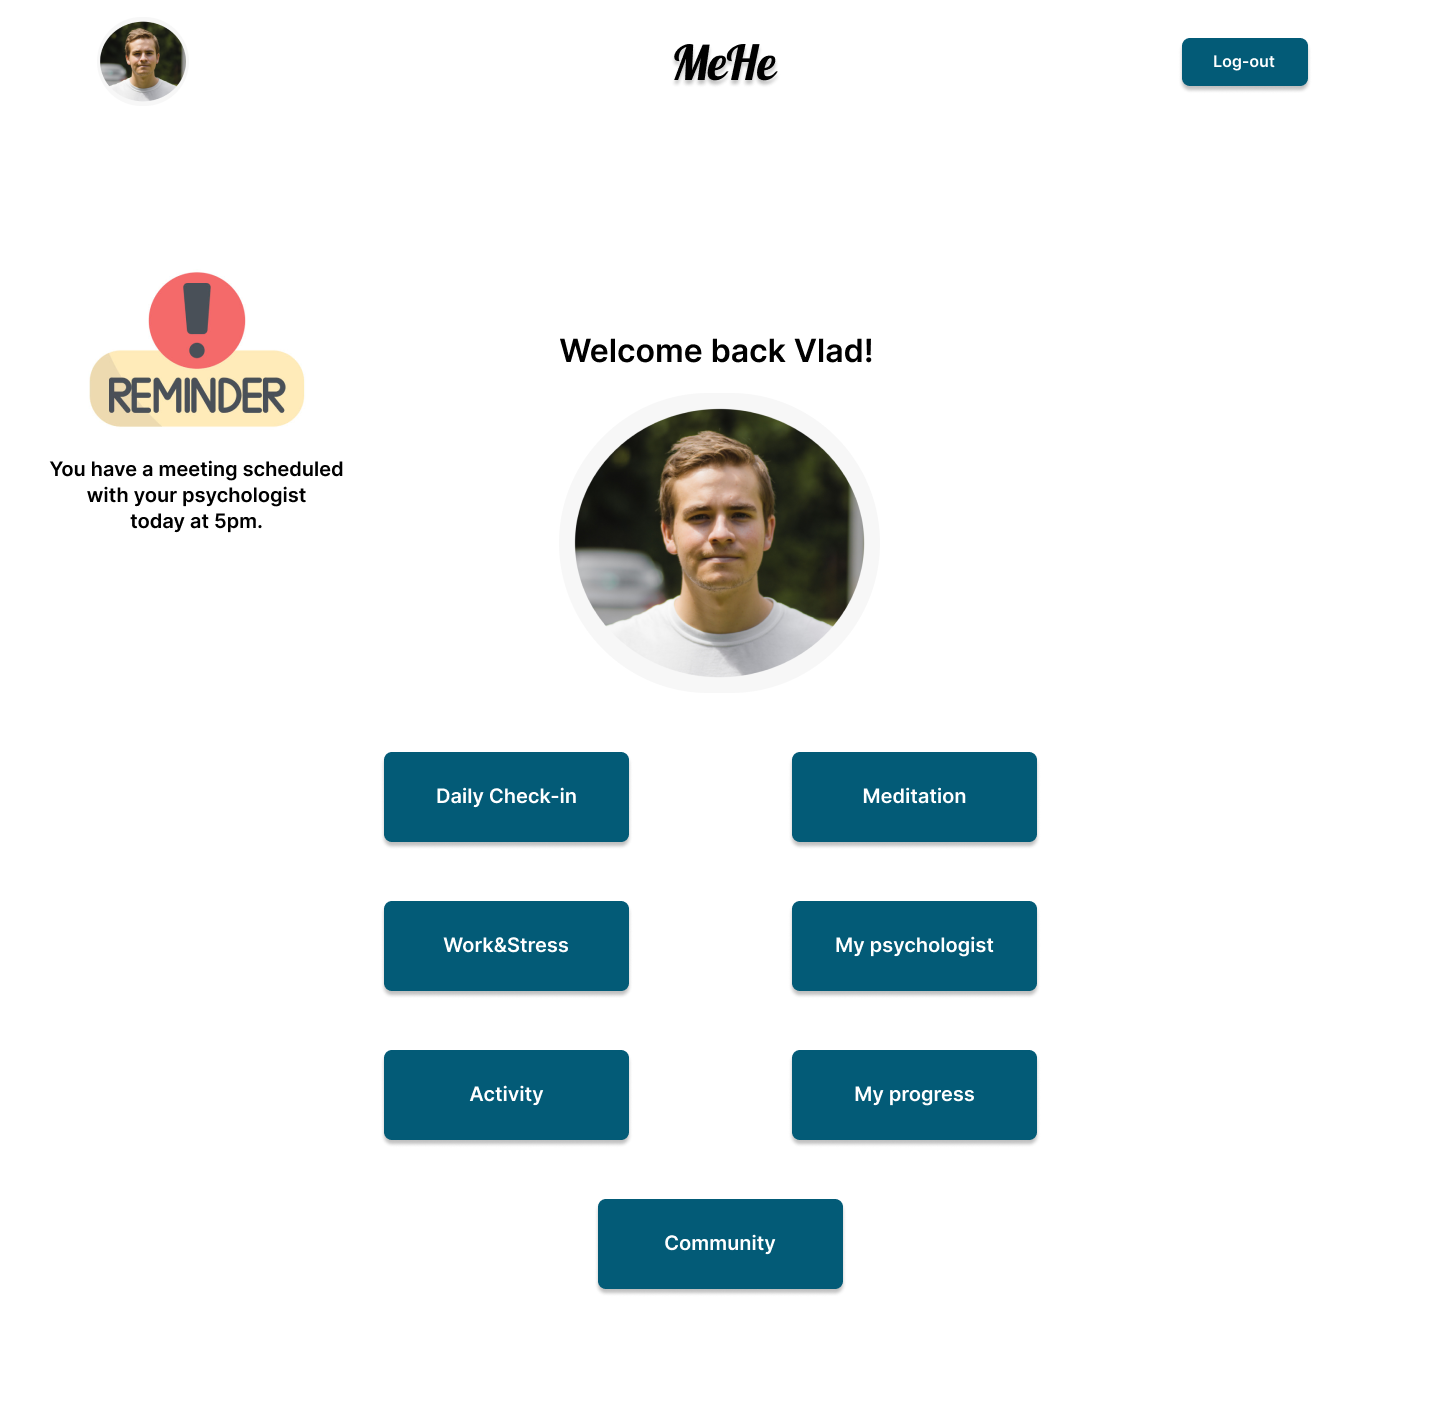 MeHe
Log-out
REMINDER
You have a meeting scheduled
with your psychologist
today at 5pm.
Welcome back Vlad!
Daily Check-in
Meditation
Work&Stress
My psychologist
Activity
My progress
Community